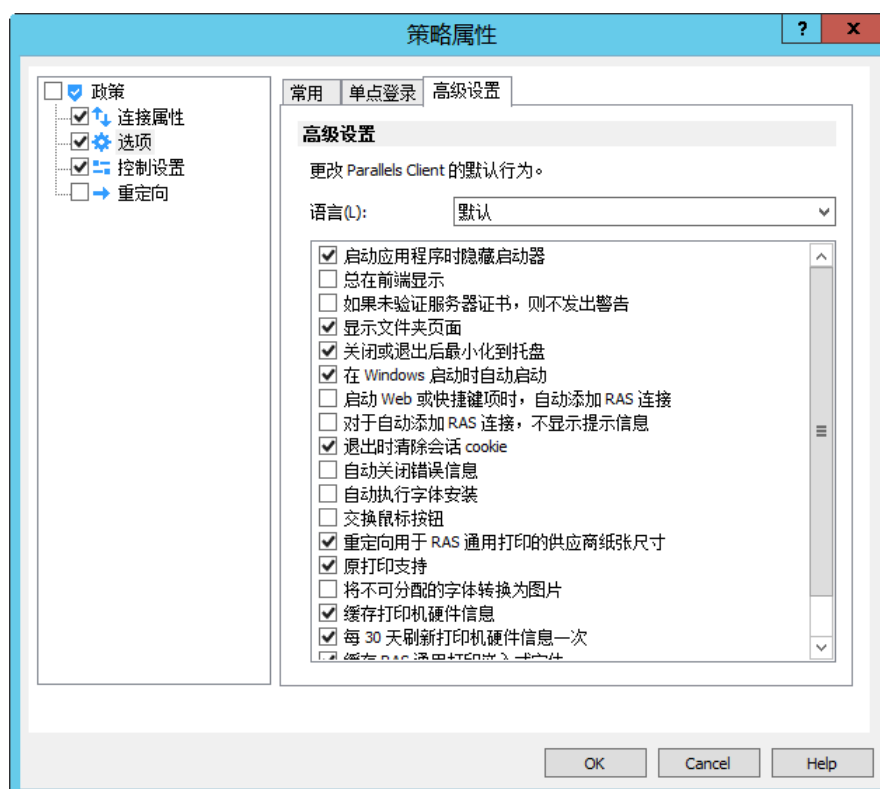 策略属性
?
x
政策
连接属性
选项
控制设置
重定向
常用
单点登录
高级设置
高级设置
更改 Parallels Client 的默认行为。
语言(L):
默认
启动应用程序时隐藏启动器
总在前端显示
如果未验证服务器证书，则不发出警告
显示文件夹页面
关闭或退出后最小化到托盘
在 Windows 启动时自动启动
启动 Web 或快捷键项时，自动添加 RAS 连接
对于自动添加 RAS 连接，不显示提示信息
退出时清除会话 cookie
自动关闭错误信息
自动执行字体安装
交换鼠标按钮
重定向用于 RAS 通用打印的供应商纸张尺寸
原打印支持
将不可分配的字体转换为图片
缓存打印机硬件信息
每 30 天刷新打印机硬件信息一次
缓存 RAS 通用打印嵌入式字体
OK
Cancel
Help